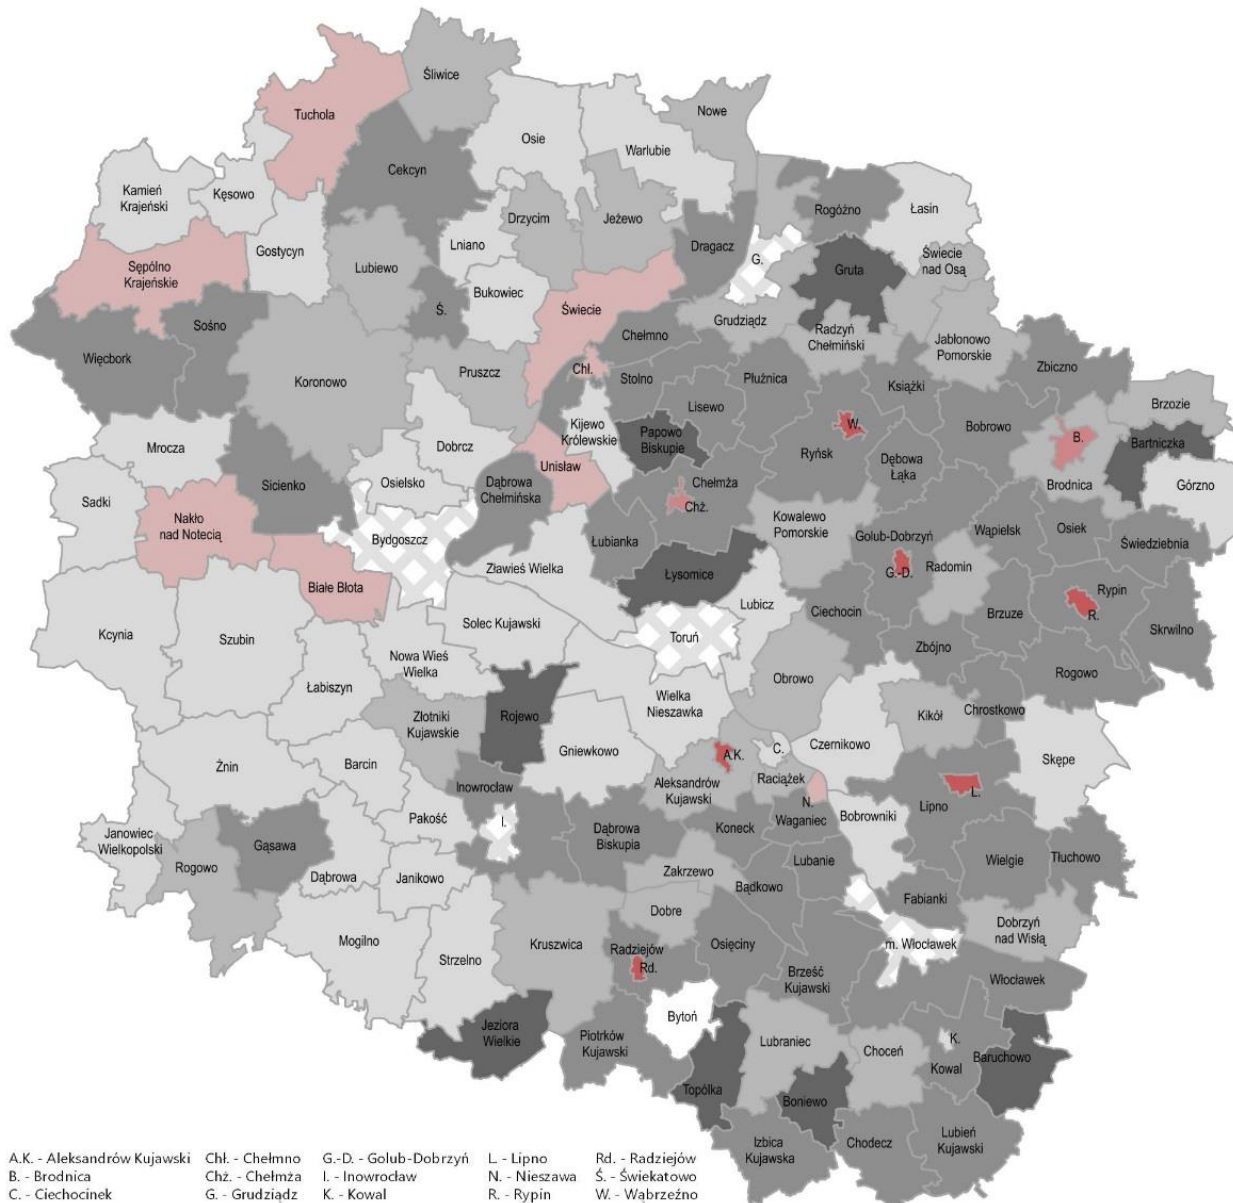 Śliwice
Tuchola
Nowe
Osie
Warlubie
Cekcyn
Kamień
Krajeński
Kęsowo
Rogóźno
Łasin
Drzycim
Jeżewo
Gostycyn
Lniano
Dragacz
Świecie
nad Osą
Sępólno
Krajeńskie
Lubiewo
G.
Gruta
Bukowiec
Ś.
Świecie
Sośno
Grudziądz
Radzyń
Chełmiński
Jabłonowo
Pomorskie
Więcbork
Chełmno
Zbiczno
Koronowo
Pruszcz
Chł.
Stolno
Płużnica
Książki
Brzozie
Lisewo
Kijewo
Królewskie
W.
Bobrowo
B.
Mrocza
Dobrcz
Papowo
Biskupie
Bartniczka
Ryńsk
Dębowa
Łąka
Unisław
Sadki
Sicienko
Osielsko
Dąbrowa
Chełmińska
Chełmża
Chż.
Brodnica
Górzno
Nakło
nad Notecią
Kowalewo
Pomorskie
Wąpielsk
Osiek
Bydgoszcz
Łubianka
Golub-Dobrzyń
Świedziebnia
Zławieś Wielka
Łysomice
G.-D.
Radomin
Białe Błota
Lubicz
Rypin
Ciechocin
Brzuze
R.
Solec Kujawski
Kcynia
Szubin
Toruń
Skrwilno
Nowa Wieś
Wielka
Zbójno
Łabiszyn
Obrowo
Rogowo
Wielka
Nieszawka
Złotniki
Kujawskie
Rojewo
Kikół
Chrostkowo
Gniewkowo
A.K.
C.
Czernikowo
Skępe
Żnin
Barcin
Inowrocław
Aleksandrów
Kujawski
Raciążek
N.
L.
Lipno
Pakość
I.
Waganiec
Bobrowniki
Janowiec
Wielkopolski
Gąsawa
Dąbrowa
Biskupia
Koneck
Rogowo
Dąbrowa
Janikowo
Zakrzewo
Lubanie
Wielgie
Tłuchowo
Bądkowo
Fabianki
Dobre
Dobrzyń
nad Wisłą
Mogilno
Kruszwica
Strzelno
Radziejów
Rd.
Osięciny
m. Włocławek
Brześć
Kujawski
Włocławek
Bytoń
Jeziora
Wielkie
Piotrków
Kujawski
Lubraniec
Choceń
K.
Kowal
Baruchowo
Topólka
Boniewo
Izbica
Kujawska
Chodecz
Lubień
Kujawski
A.K. - Aleksandrów Kujawski Chł. - Chełmno G.-D. - Golub-Dobrzyń L. - Lipno Rd. - Radziejów
B. - Brodnica Chż. - Chełmża I. - Inowrocław N. - Nieszawa Ś. - Świekatowo
C. - Ciechocinek G. - Grudziądz K. - Kowal R. - Rypin W. - Wąbrzeźno